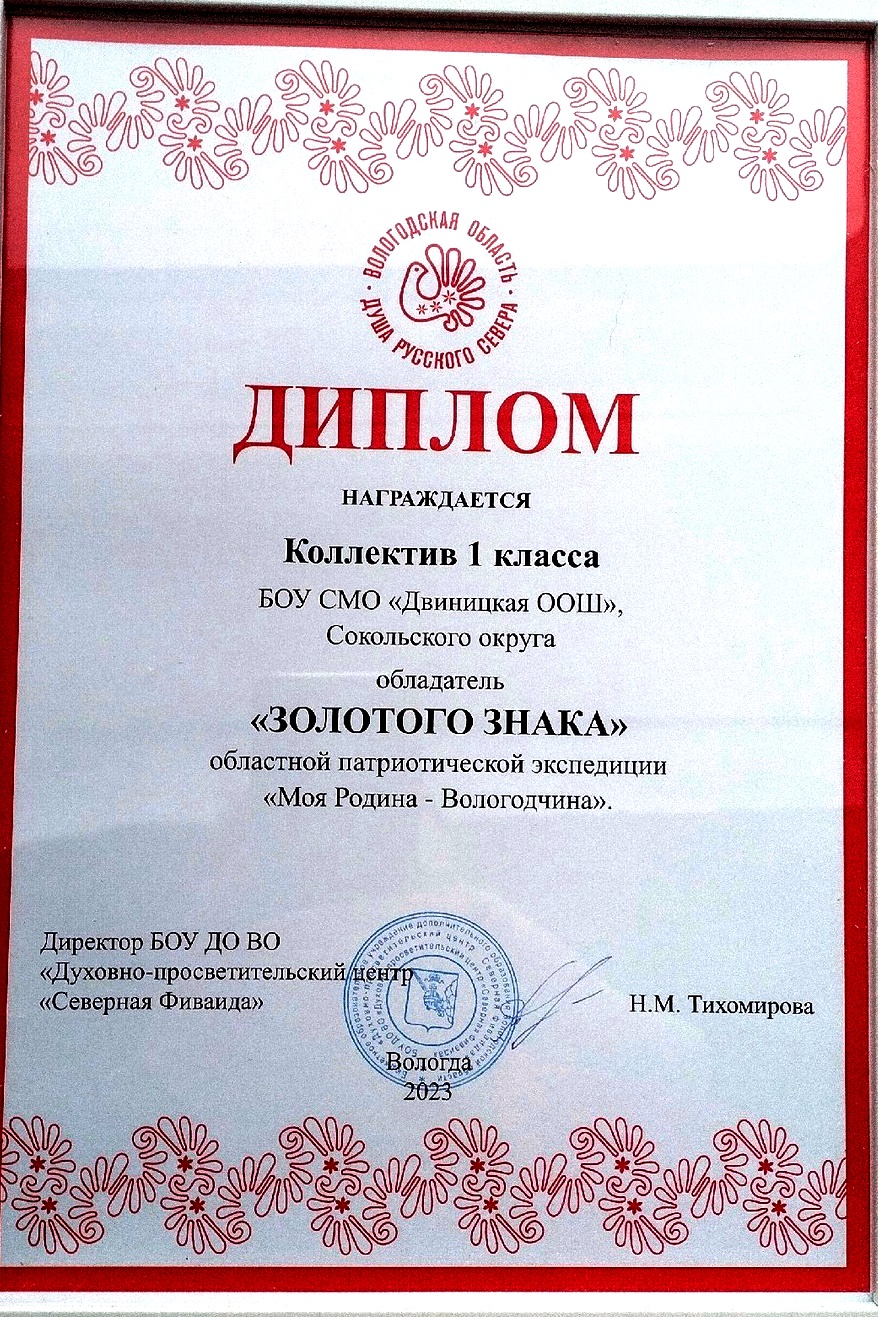 ВОЛОГОДСКАЯ ОБЛАСТЬ
ДУША РУССКОГО СЕВЕРА
ДИПЛОМ
НАГРАЖДАЕТСЯ
Коллектив 1 класса
БОУ СМО «Двиницкая ООШ»,
Сокольского округа
обладатель
«ЗОЛОТОГО ЗНАКА»
областной патриотической экспедиции
«Моя Родина - Вологодчина».
Директор БОУ ДО ВО
«Духовно-просветительский центр
«Северная Фиваида»
Н.М. Тихомирова
Вологда
2023